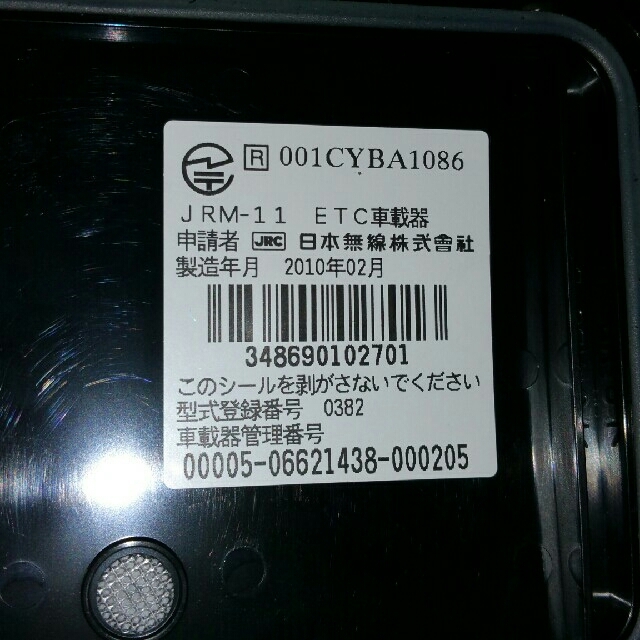 R 001CYBA1086
JRM-11 ETC車載器
申請者 JRC 日本無線株式會社
製造年月 2010年02月
348690102701
このシールを剥がさないでください
型式登録番号 0382
車載器管理番号
00005-06621438-000205